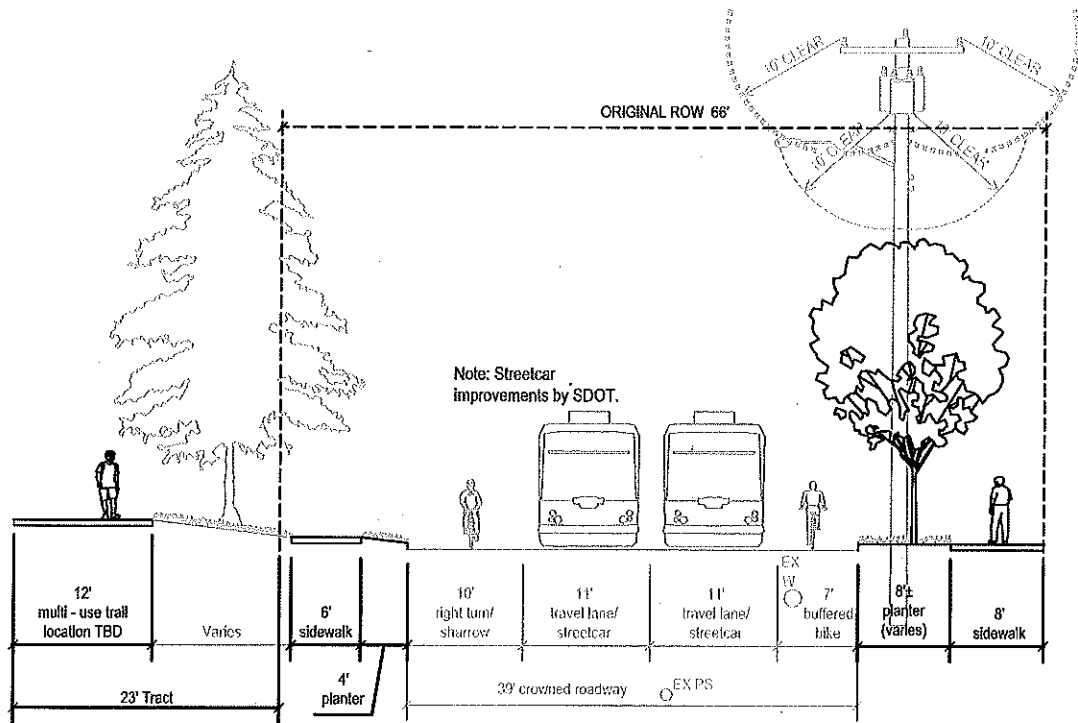 10' CLEAR
10' CLEAR
ORIGINAL ROW 66'
10' CLEAR
10' CLEAR
Note: Streetcar
improvements by SDOT.
12'
multi - use trail
location TBD
Varies
6'
sidewalk
4'
planter
10'
right turn/
sharrow
11'
travel lane/
streetcar
11'
travel lane/
streetcar
EX
W
7'
buffered
bike
8'±
planter
(varies)
8'
sidewalk
23' Tract
39' crowned roadway
EX PS